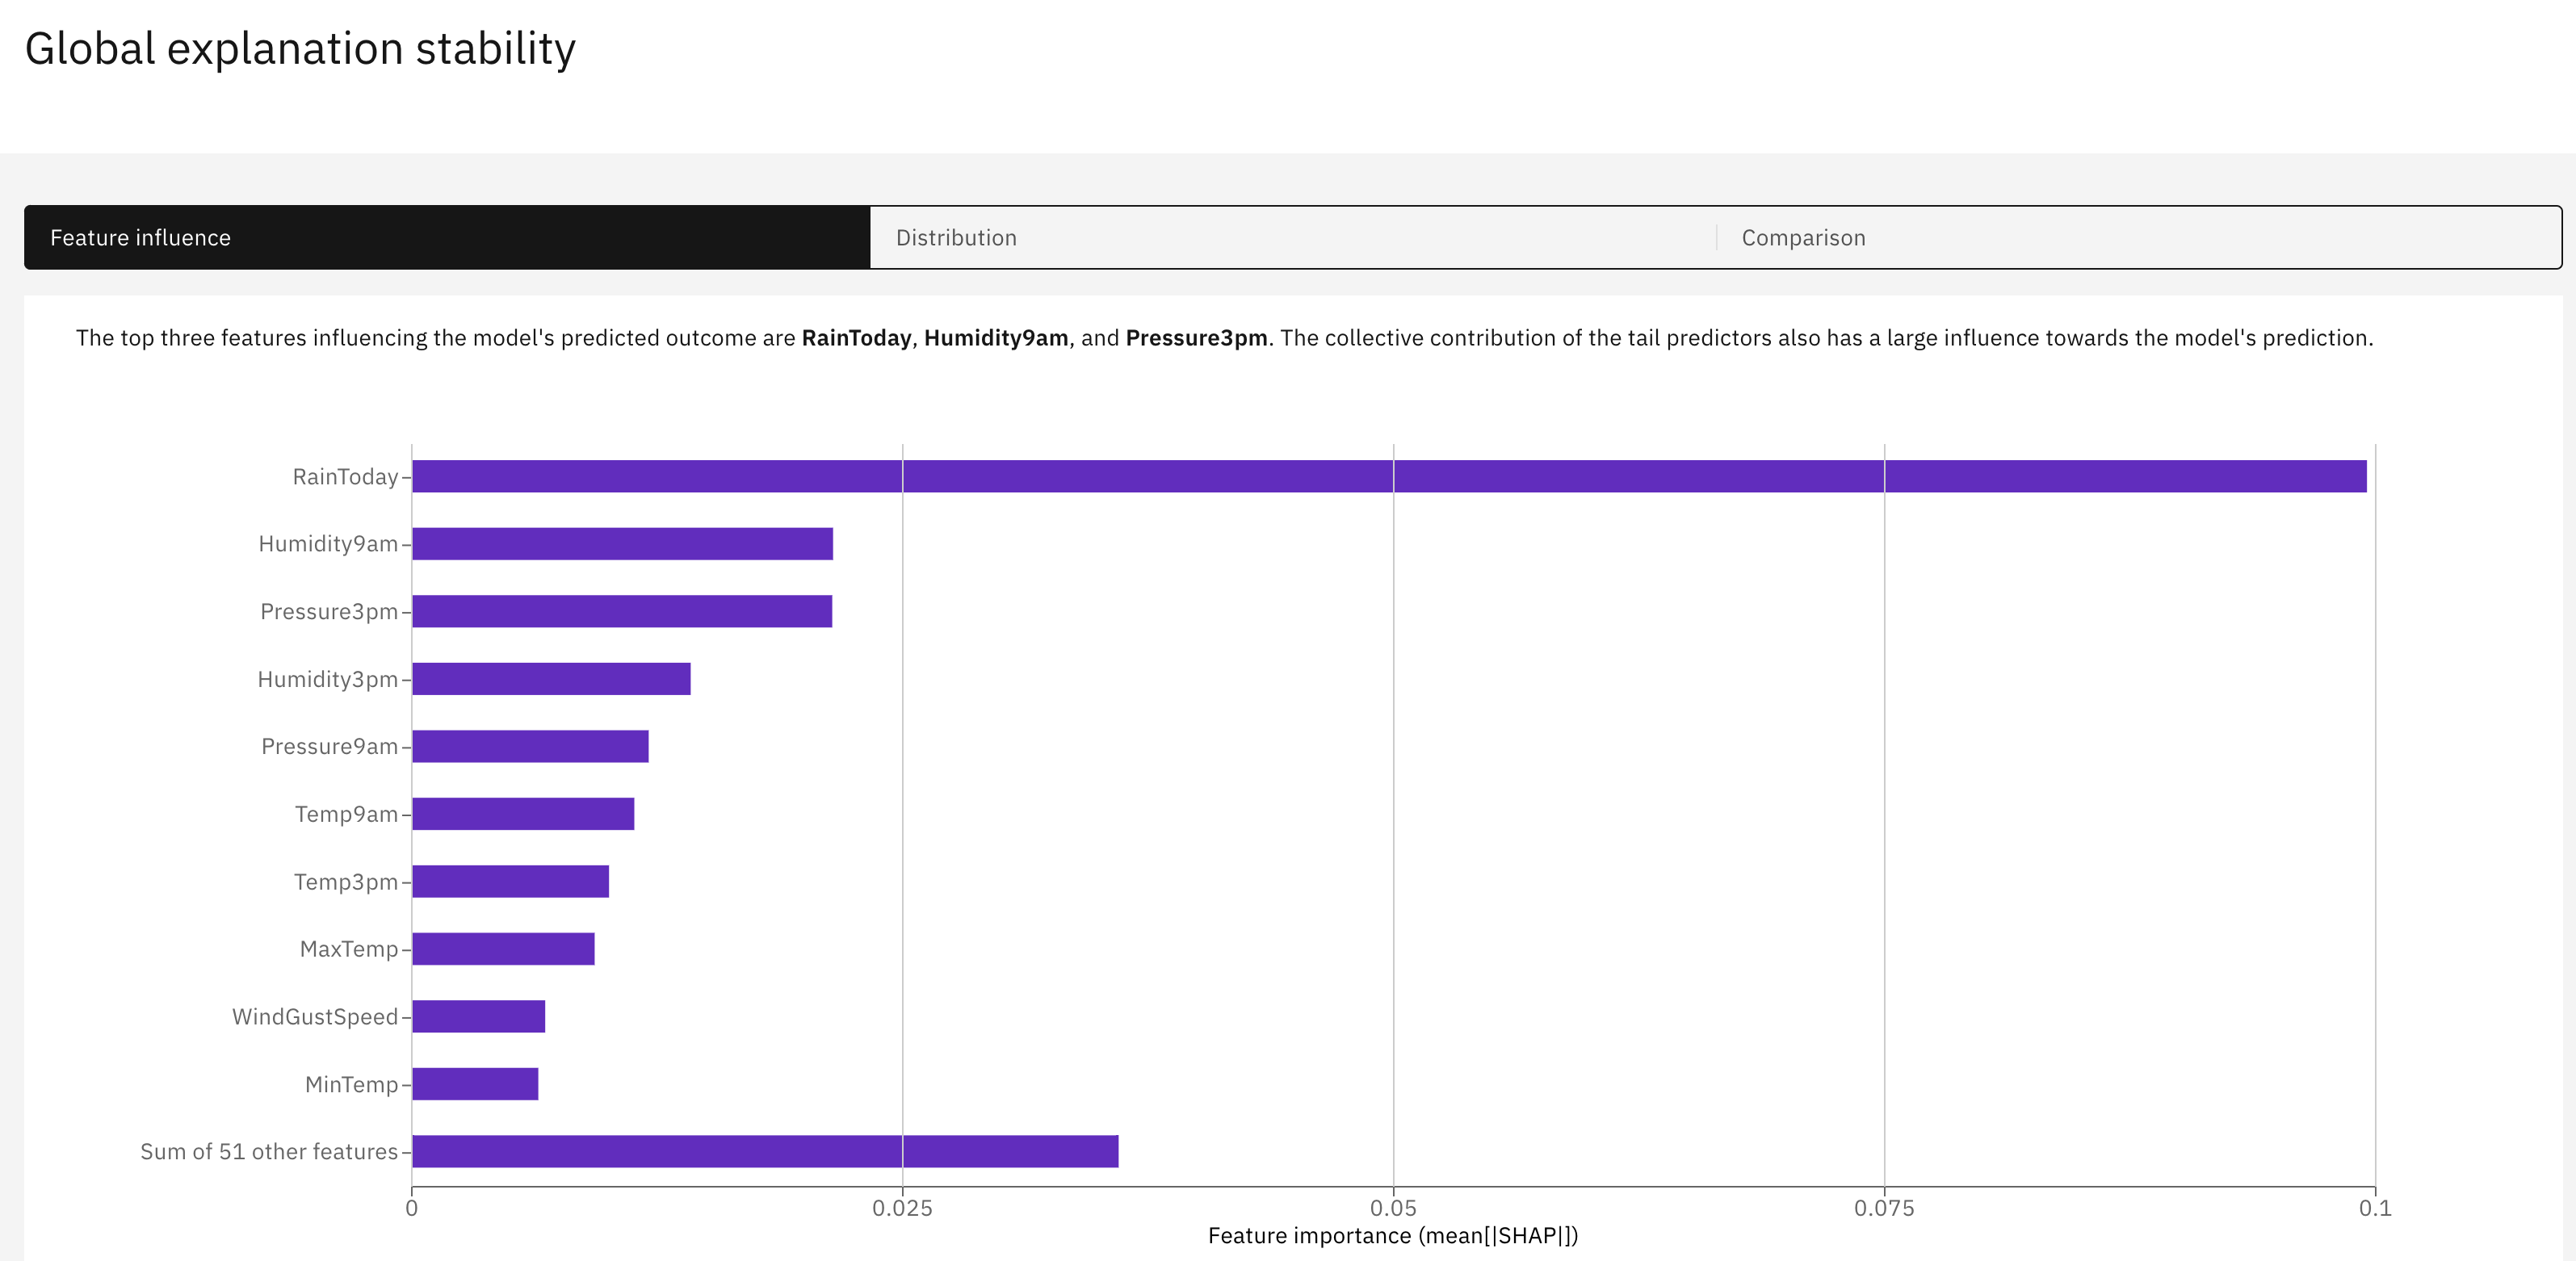 Global explanation stability
Feature influence
Distribution
Comparison
The top three features influencing the model's predicted outcome are RainToday, Humidity9am, and Pressure3pm. The collective contribution of the tail predictors also has a large influence towards the model's prediction.
RainToday
Humidity9am
Pressure3pm
Humidity3pm
Pressure9am
Temp9am
Temp3pm
MaxTemp
WindGustSpeed
MinTemp
Sum of 51 other features
0 0.025 0.05 0.075 0.1
Feature importance (mean[|SHAP|])